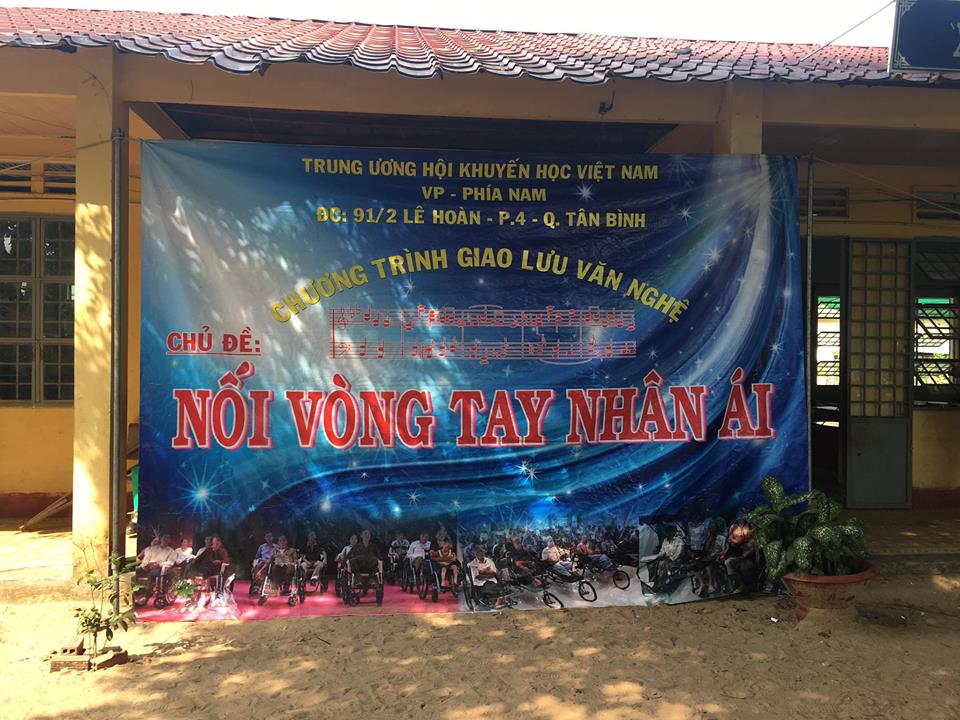 TRUNG ƯƠNG HỘI KHUYẾN HỌC VIỆT NAM
VP - PHÍA NAM
ĐC: 91/2 LÊ HOÀN - P.4 - Q. TÂN BÌNH
CHƯƠNG TRÌNH GIAO LƯU VĂN NGHỆ
CHỦ ĐỀ:
NỐI VÒNG TAY NHÂN ÁI